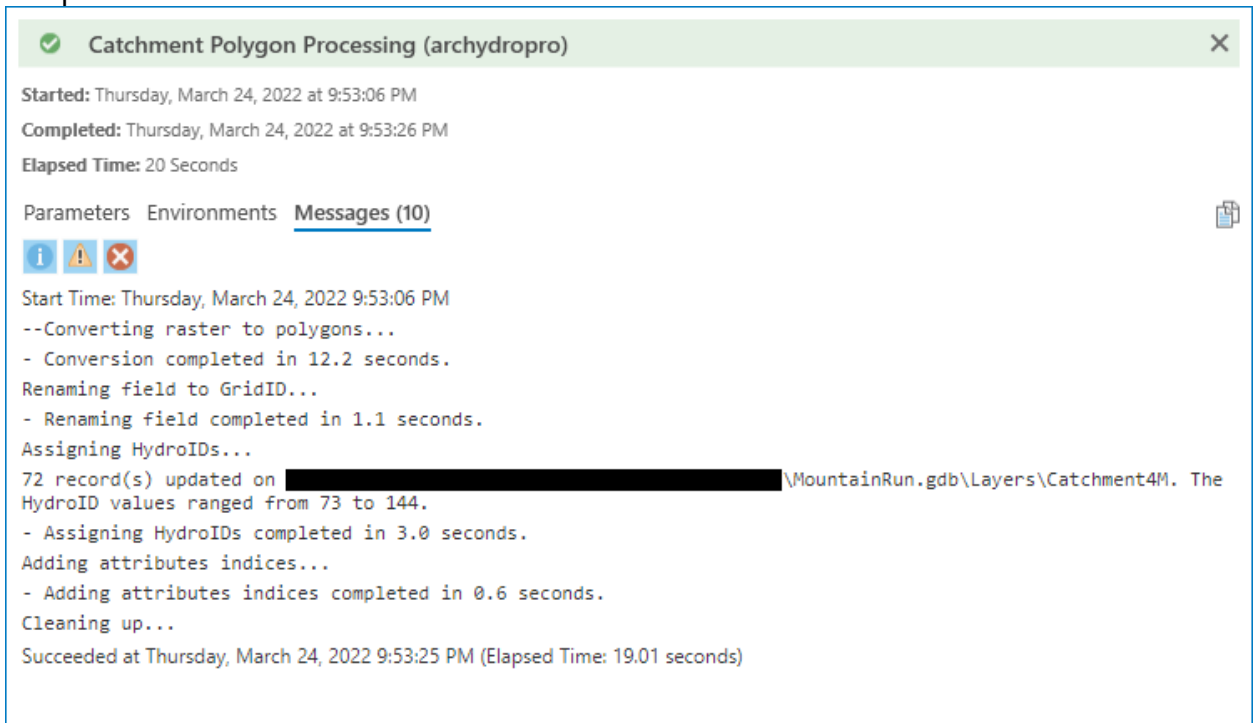 Catchment Polygon Processing (archydropro)
Started: Thursday, March 24, 2022 at 9:53:06 PM
Completed: Thursday, March 24, 2022 at 9:53:26 PM
Elapsed Time: 20 Seconds
Parameters Environments Messages (10)
Start Time: Thursday, March 24, 2022 9:53:06 PM
--Converting raster to polygons...
- Conversion completed in 12.2 seconds.
Renaming field to GridID...
- Renaming field completed in 1.1 seconds.
Assigning HydroIDs...
72 record(s) updated on \MountainRun.gdb\Layers\Catchment4M. The
HydroID values ranged from 73 to 144.
- Assigning HydroIDs completed in 3.0 seconds.
Adding attributes indices...
- Adding attributes indices completed in 0.6 seconds.
Cleaning up...
Succeeded at Thursday, March 24, 2022 9:53:25 PM (Elapsed Time: 19.01 seconds)